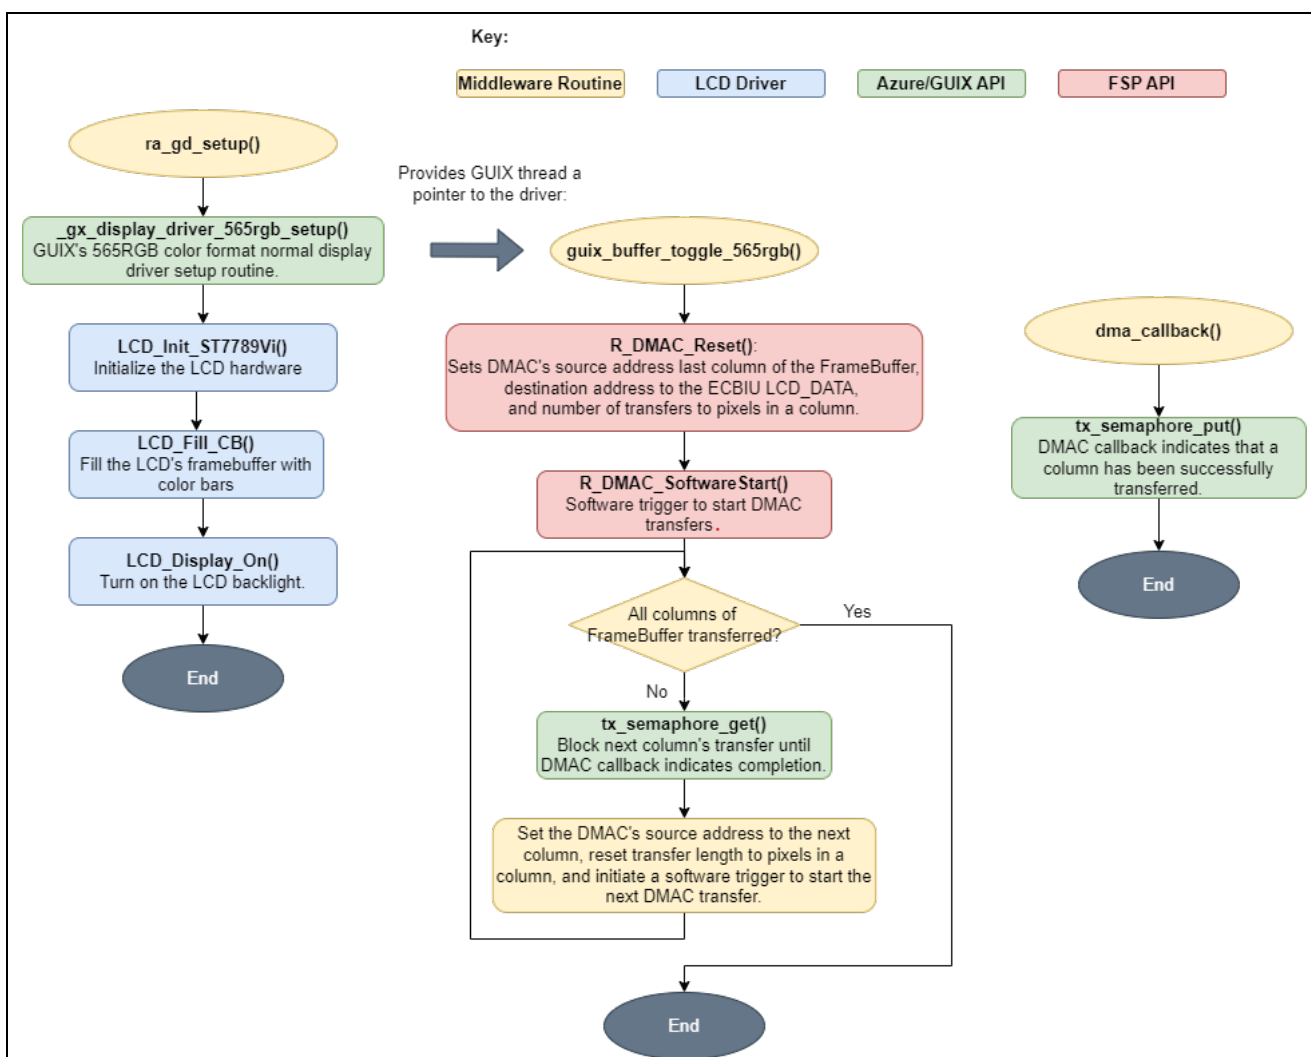 Key:
Middleware Routine
LCD Driver
Azure/GUIX API
FSP API
ra_gd_setup()
_gx_display_driver_565rgb_setup()
GUIX's 565RGB color format normal display
driver setup routine.
LCD_Init_ST7789Vi()
Initialize the LCD hardware
LCD_Fill_CB()
Fill the LCD's framebuffer with
color bars
LCD_Display_On()
Turn on the LCD backlight.
End
Provides GUIX thread a
pointer to the driver:
guix_buffer_toggle_565rgb()
R_DMAC_Reset():
Sets DMAC's source address last column of the FrameBuffer,
destination address to the ECBIU LCD_DATA,
and number of transfers to pixels in a column.
R_DMAC_SoftwareStart()
Software trigger to start DMAC
transfers.
All columns of
FrameBuffer transferred?
Yes
No
tx_semaphore_get()
Block next column's transfer until
DMAC callback indicates completion.
Set the DMAC's source address to the next
column, reset transfer length to pixels in a
column, and initiate a software trigger to start the
next DMAC transfer.
End
dma_callback()
tx_semaphore_put()
DMAC callback indicates that a
column has been successfully
transferred.
End